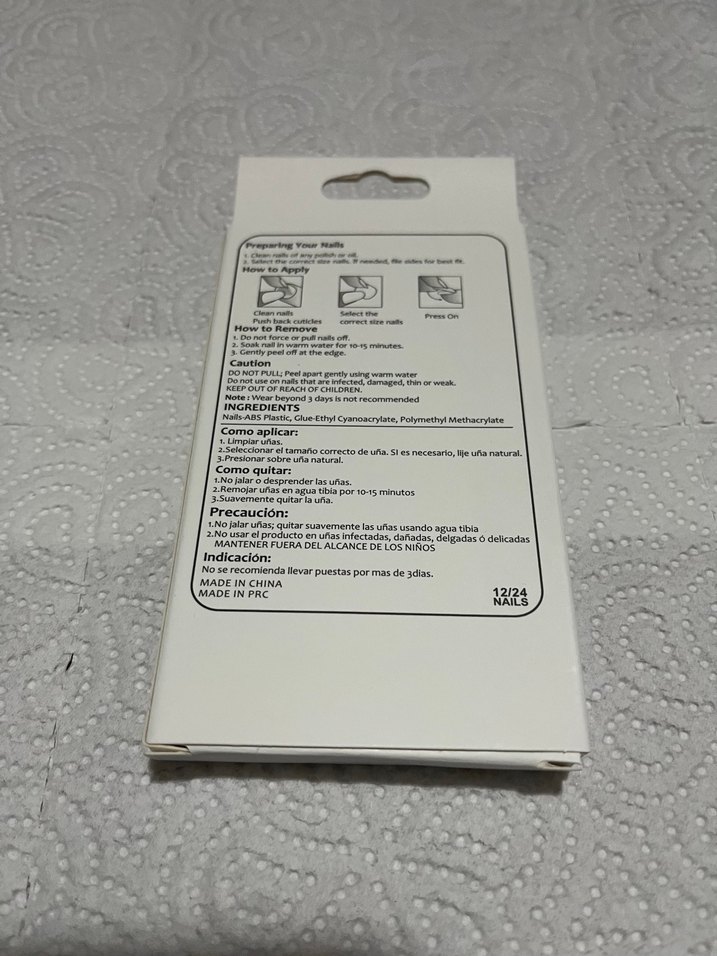 Preparing Your Nails
1. Clean nails off any polish or oil.
2. Select the correct size nails. If needed, file sides for best fit.
How to Apply
Clean nails
Push back cuticles
Select the
correct size nails
Press On
How to Remove
1. Do not force or pull nails off.
2. Soak nail in warm water for 10-15 minutes.
3. Gently peel off at the edge.
Caution
DO NOT PULL; Peel apart gently using warm water
Do not use on nails that are infected, damaged, thin or weak.
KEEP OUT OF REACH OF CHILDREN.
Note : Wear beyond 3 days is not recommended
INGREDIENTS
Nails-ABS Plastic, Glue-Ethyl Cyanoacrylate, Polymethyl Methacrylate
Como aplicar:
1. Limpiar uñas.
2.Seleccionar el tamaño correcto de uña. SI es necesario, lije uña natural.
3.Presionar sobre uña natural.
Como quitar:
1.No jalar o desprender las uñas.
2.Remojar uñas en agua tibia por 10-15 minutos
3.Suavemente quitar la uña.
Precaución:
1.No jalar uñas; quitar suavemente las uñas usando agua tibia
2.No usar el producto en uñas infectadas, dañadas, delgadas ó delicadas
MANTENER FUERA DEL ALCANCE DE LOS NIÑOS
Indicación:
No se recomienda llevar puestas por mas de 3dias.
MADE IN CHINA
MADE IN PRC
12/24
NAILS